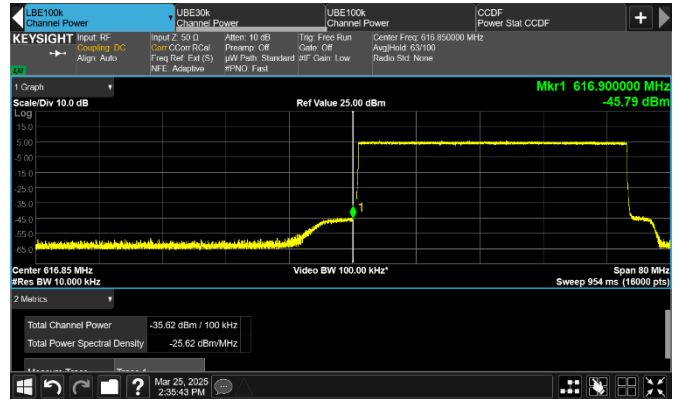 LBE100k
Channel Power
UBE30k
Channel Power
UBE100k
Channel Power
CCDF
Power Stat CCDF
+
KEYSIGHT
Input: RF
Coupling: DC
Align: Auto
Input Z: 50 Ω
Corr CCorr RCal
Freq Ref: Ext (S)
NFE: Adaptive
Atten: 10 dB
Preamp: Off
µW Path: Standard
#PNO: Fast
Trig: Free Run
Gate: Off
#IF Gain: Low
Center Freq: 616.850000 MHz
Avg|Hold: 63/100
Radio Std: None
LM
1 Graph
Mkr1 616.900000 MHz
-45.79 dBm
Scale/Div 10.0 dB
Ref Value 25.00 dBm
Log
15.0
5.00
-5.00
-15.0
-25.0
-35.0
-45.0
-55.0
-65.0
1
Center 616.85 MHz
Video BW 100.00 kHz*
Span 80 MHz
#Res BW 10.000 kHz
Sweep 954 ms (16000 pts)
2 Metrics
Total Channel Power -35.62 dBm / 100 kHz
Total Power Spectral Density -25.62 dBm/MHz
?
Mar 25, 2025
2:35:43 PM